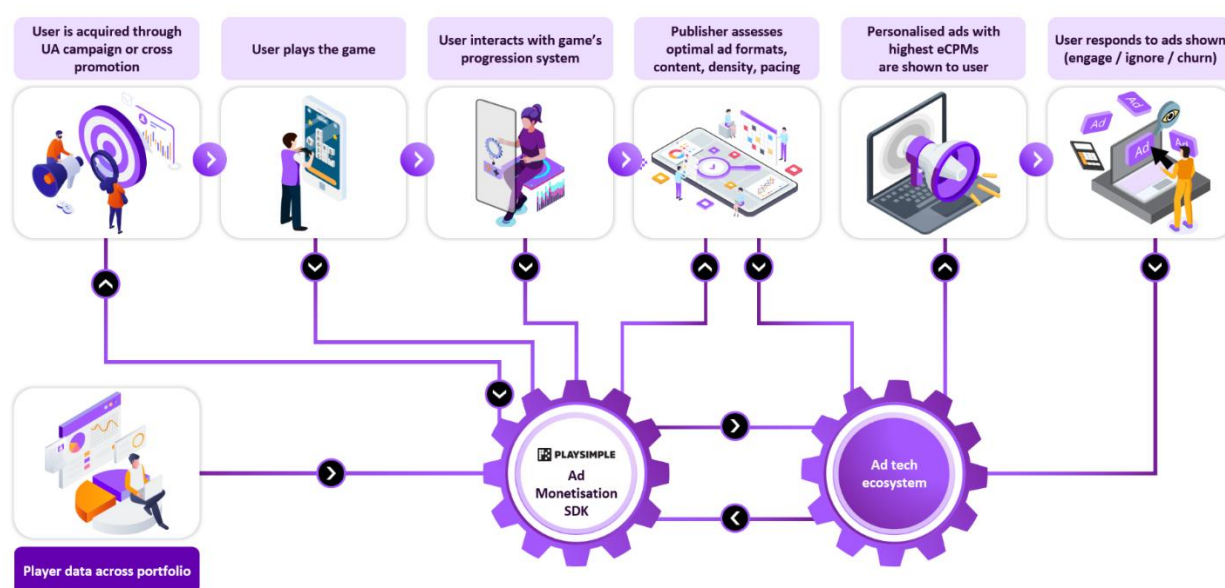 User is acquired through
UA campaign or cross
promotion
User plays the game
User interacts with game's
progression system
Publisher assesses
optimal ad formats,
content, density, pacing
Personalised ads with
highest eCPMs
are shown to user
User responds to ads shown
(engage / ignore / churn)
Ad
Ad
Ad
Ad
Ad
PLAYSIMPLE
Ad
Monetisation
SDK
Ad tech
ecosystem
Player data across portfolio